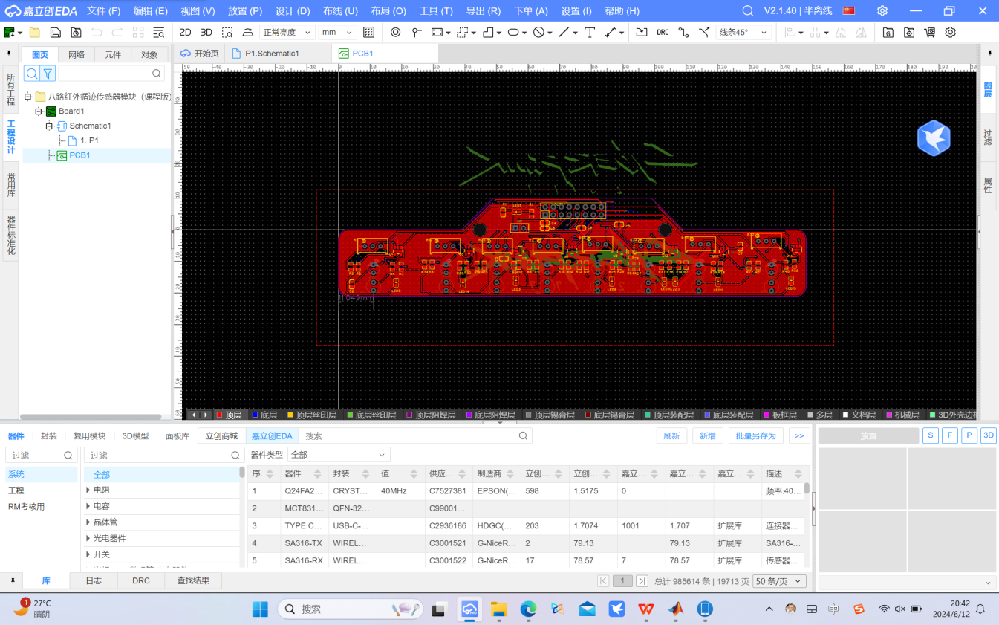 嘉立创EDA 文件 (F) 编辑 (E) 视图 (V) 放置 (P) 设计 (D) 布线 (U) 布局 (O) 工具 (T) 导出 (R) 下单 (A) 设置 (I) 帮助 (H) V2.1.40 | 半离线
2D 3D 正常亮度 mm DRC 线条45°
图页 网络 元件 对象 开始页 P1.Schematic1 PCB1
所有工程
工程设计
常用库
器件标准化
八路红外循迹传感器模块（课程版）
Board1
Schematic1
1. P1
PCB1
图层
过滤
属性
11.049mm
顶层 底层 顶层丝印层 底层丝印层 顶层阻焊层 底层阻焊层 顶层锡膏层 底层锡膏层 顶层装配层 底层装配层 板框层 多层 文档层 机械层 3D外壳边框
器件 封装 复用模块 3D模型 面板库 立创商城 嘉立创EDA 搜索 刷新 新增 批量另存为 >> 放置 S F P 3D
过滤 过滤 器件类型 全部
系统
工程
RM考核用
全部
电阻
电容
晶体管
光电器件
开关
序. 器件 封装 值 供应... 制造商 立创... 立创... 嘉立... 嘉立... 嘉立... 描述
1 Q24FA2... CRYST... 40MHz C7527381 EPSON(... 598 1.5175 0 频率:40...
2 MCT831... QFN-32... C99001...
3 TYPE C... USB-C-... C2936186 HDGC(... 203 1.7074 1001 1.707 扩展库 连接器...
4 SA316-TX WIREL... C3001521 G-NiceR... 2 79.13 79.13 扩展库 SA316-...
5 SA316-RX WIREL... C3001522 G-NiceR... 17 78.57 7 78.57 扩展库 传感器...
库 日志 DRC 查找结果 1 总计 985614 条 | 19713 页 50 条/页
1 27°C
晴朗
搜索
中
20:42
2024/6/12